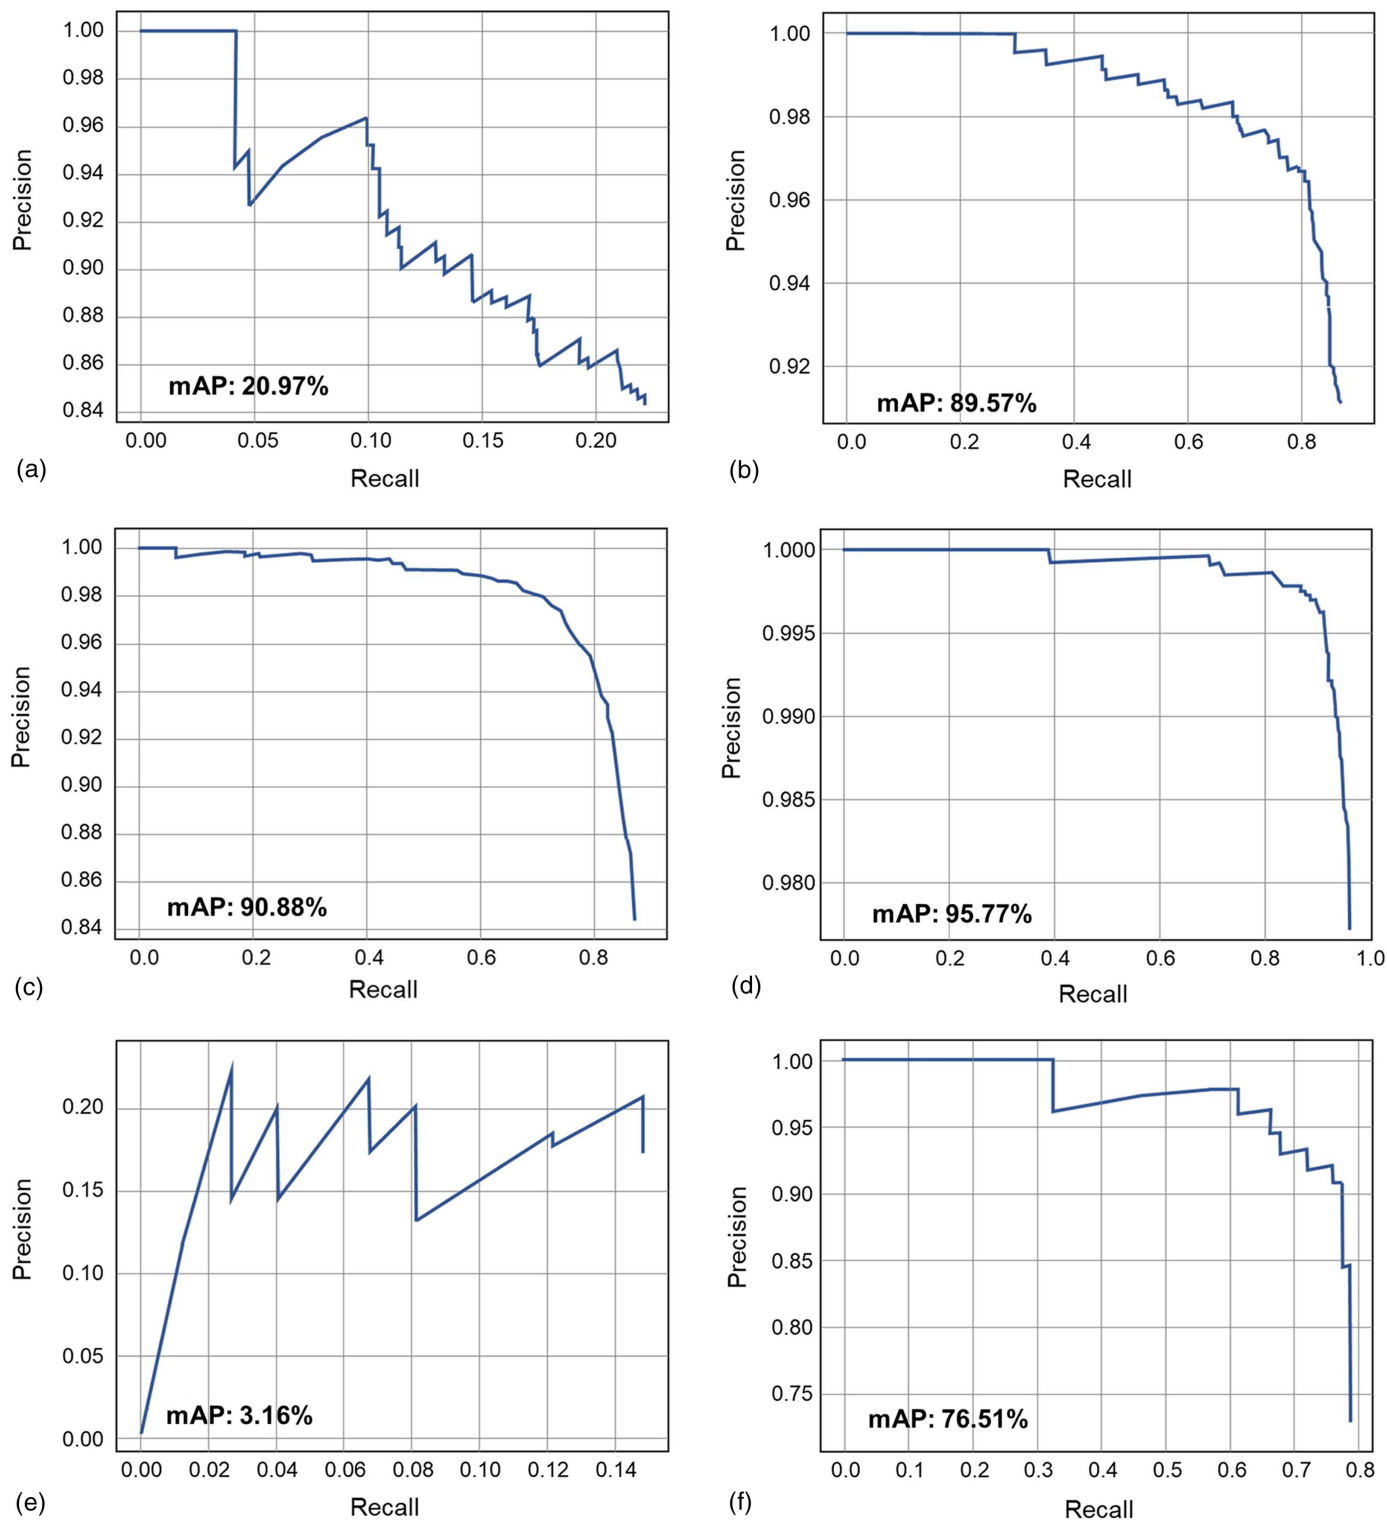 1.00
0.98
0.96
0.94
0.92
0.90
0.88
0.86
0.84
Precision
mAP: 20.97%
0.00 0.05 0.10 0.15 0.20
(a)
Recall
1.00
0.98
0.96
0.94
0.92
Precision
mAP: 89.57%
0.0 0.2 0.4 0.6 0.8
(b)
Recall
1.00
0.98
0.96
0.94
0.92
0.90
0.88
0.86
0.84
Precision
mAP: 90.88%
0.0 0.2 0.4 0.6 0.8
(c)
Recall
1.000
0.995
0.990
0.985
0.980
Precision
mAP: 95.77%
0.0 0.2 0.4 0.6 0.8 1.0
(d)
Recall
0.20
0.15
0.10
0.05
0.00
Precision
mAP: 3.16%
0.00 0.02 0.04 0.06 0.08 0.10 0.12 0.14
(e)
Recall
1.00
0.95
0.90
0.85
0.80
0.75
Precision
mAP: 76.51%
0.0 0.1 0.2 0.3 0.4 0.5 0.6 0.7 0.8
(f)
Recall